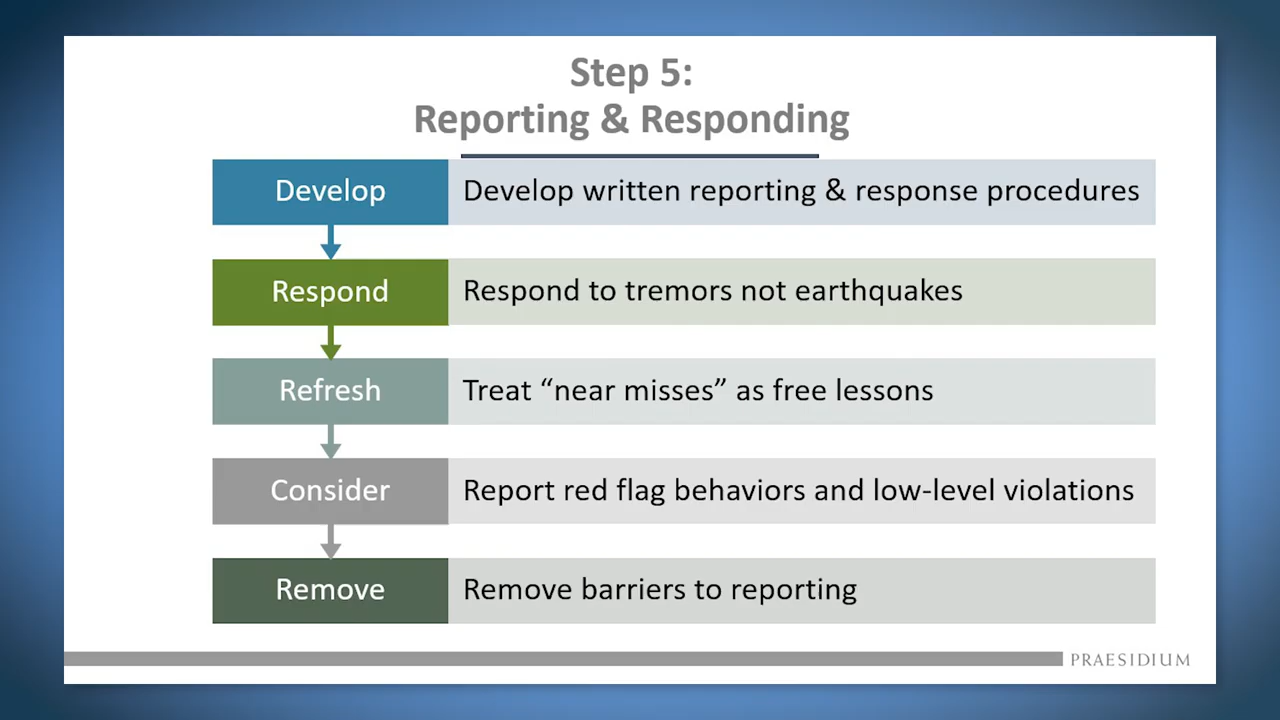 Step 5:
Reporting & Responding
Develop
Develop written reporting & response procedures
Respond
Respond to tremors not earthquakes
Refresh
Treat “near misses” as free lessons
Consider
Report red flag behaviors and low-level violations
Remove
Remove barriers to reporting
PRAESIDIUM